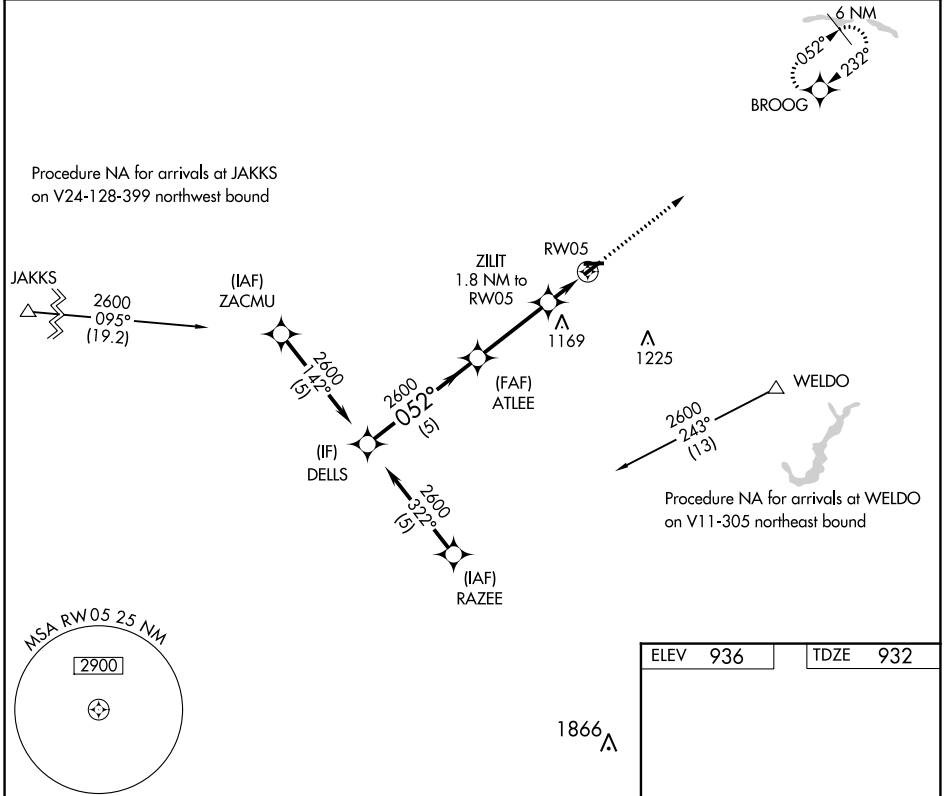 6 NM
052°
232°
BROOG
Procedure NA for arrivals at JAKKS
on V24-128-399 northwest bound
JAKKS
2600
095°
(19.2)
(IAF)
ZACMU
ZILIT
1.8 NM to
RW05
RW05
1169
1225
2600
142°
(5)
2600
052°
(5)
(FAF)
ATLEE
WELDO
2600
243°
(13)
(IF)
DELLS
2600
322°
(5)
Procedure NA for arrivals at WELDO
on V11-305 northeast bound
(IAF)
RAZEE
MSA RW05 25 NM
2900
ELEV 936
TDZE 932
1866